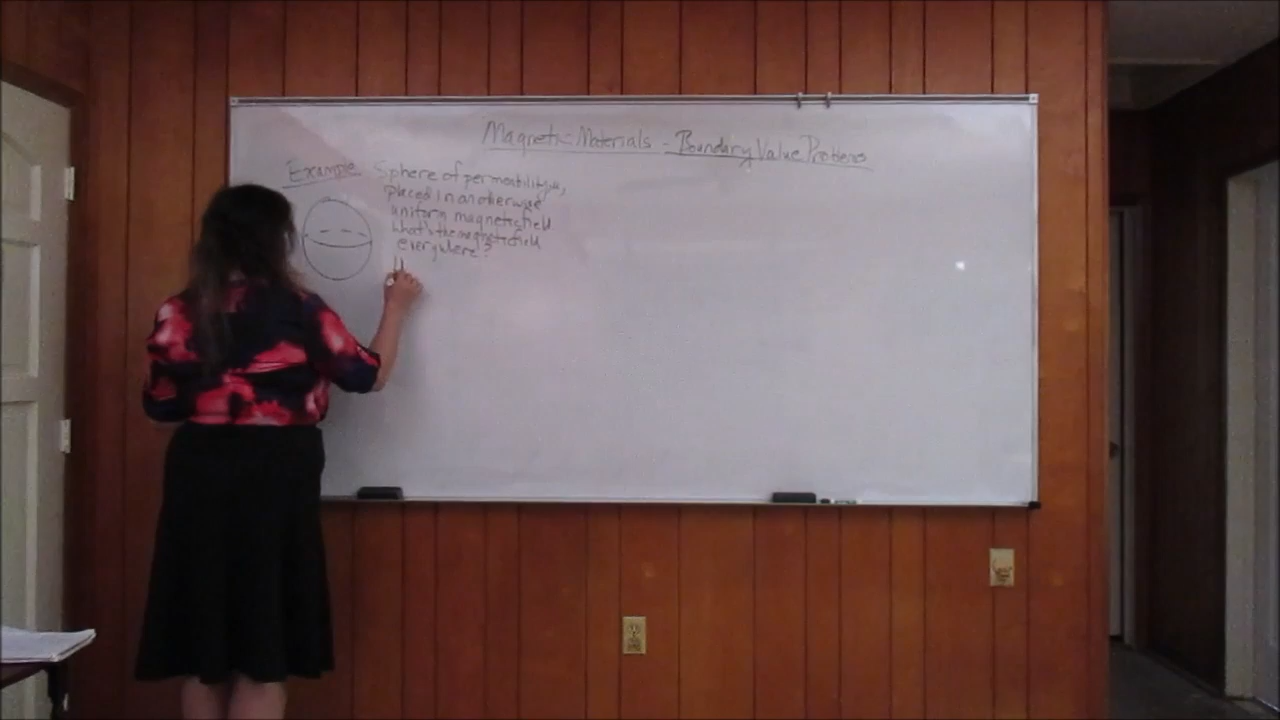 Magnetic Materials - Boundary Value Problems
Example Sphere of permeability μ,
placed in an otherwise
uniform magnetic field
what's the magnetic field
everywhere?